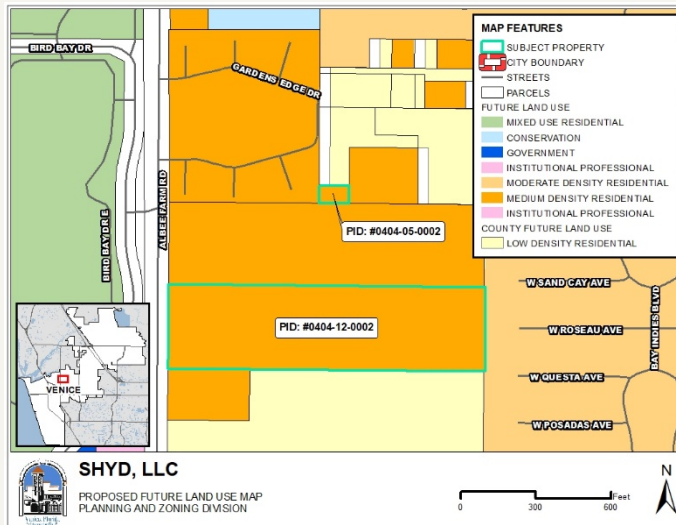 BIRD BAY DR
GARDENS EDGE DR
ALBEE FARM RD
BIRD BAY DR E
PID: #0404-05-0002
PID: #0404-12-0002
W SAND CAY AVE
W ROSEAU AVE
W QUESTA AVE
W POSADAS AVE
BAY INDIES BLVD
VENICE
MAP FEATURES
SUBJECT PROPERTY
CITY BOUNDARY
STREETS
PARCELS
FUTURE LAND USE
MIXED USE RESIDENTIAL
CONSERVATION
GOVERNMENT
INSTITUTIONAL PROFESSIONAL
MODERATE DENSITY RESIDENTIAL
MEDIUM DENSITY RESIDENTIAL
INSTITUTIONAL PROFESSIONAL
COUNTY FUTURE LAND USE
LOW DENSITY RESIDENTIAL
SHYD, LLC
PROPOSED FUTURE LAND USE MAP
PLANNING AND ZONING DIVISION
0 300 600 Feet
N